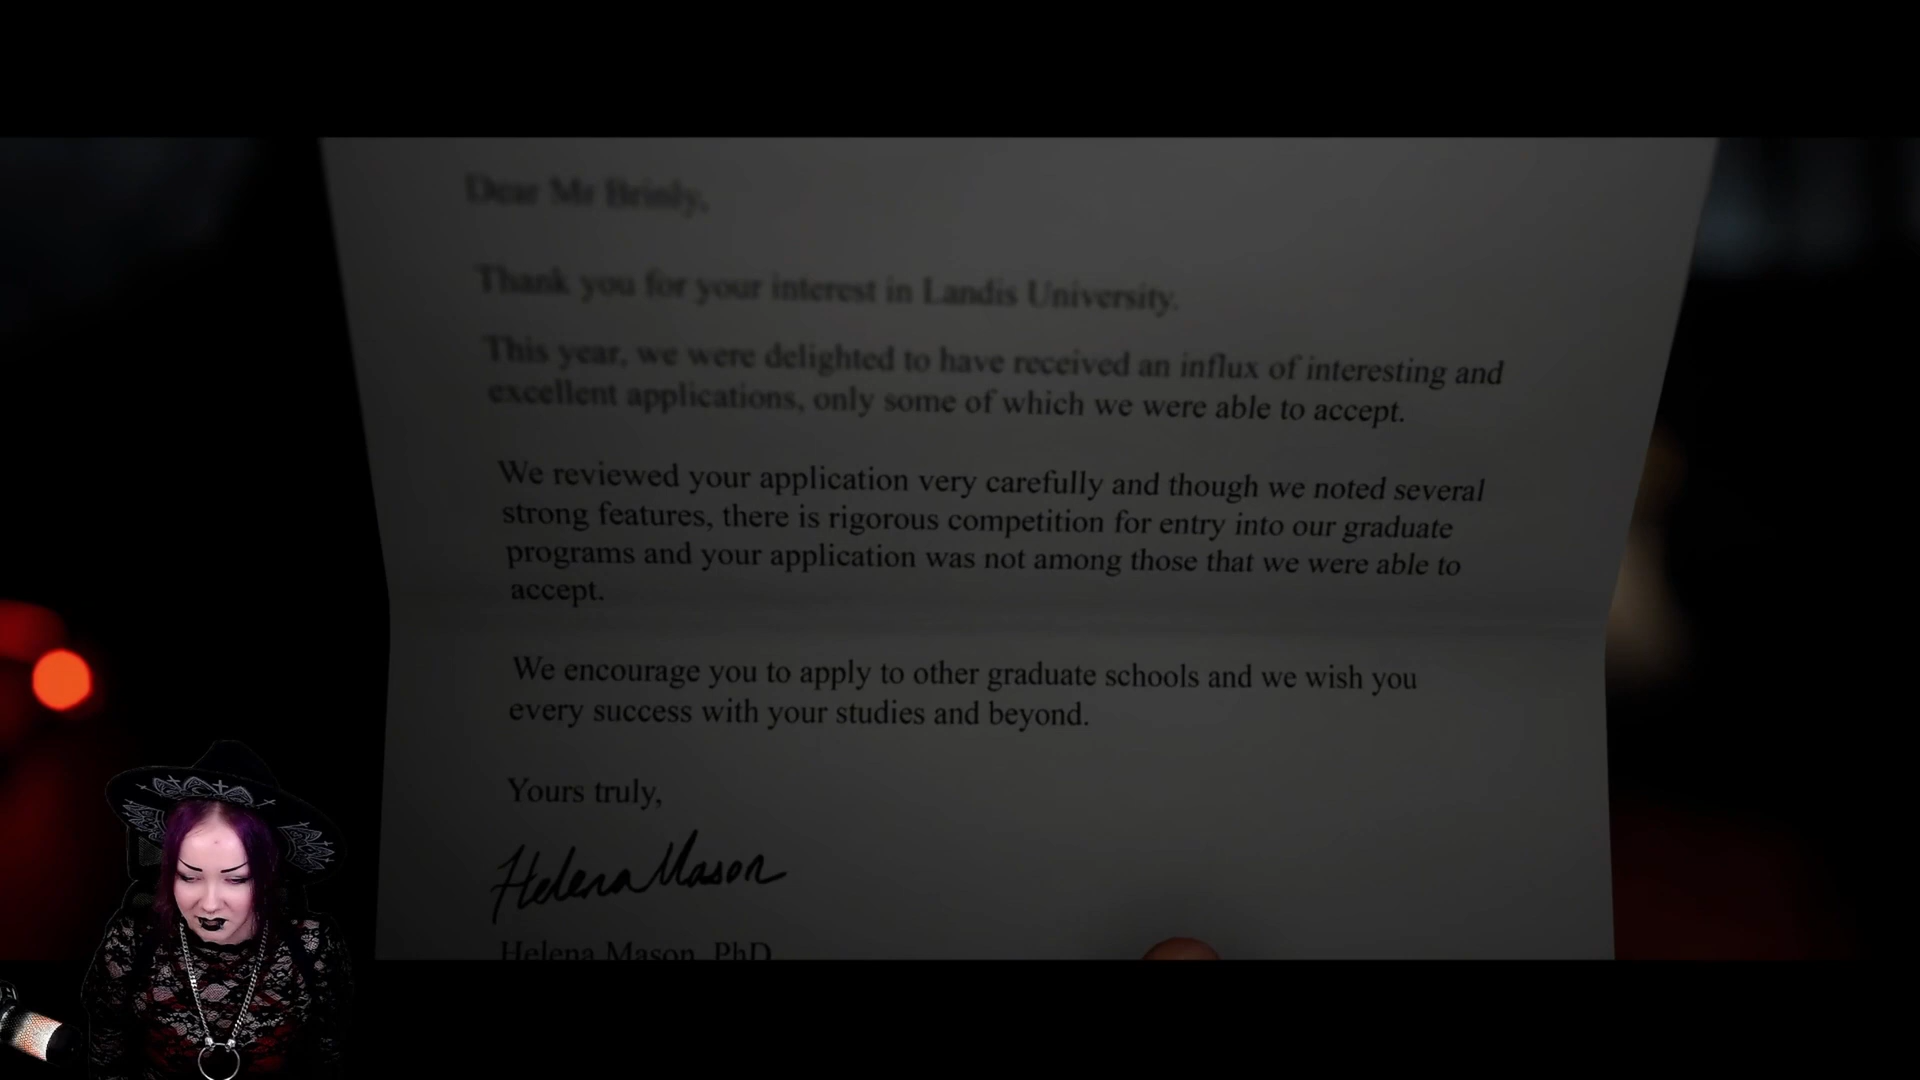 Dear Mr Brinly,
Thank you for your interest in Landis University.
This year, we were delighted to have received an influx of interesting and
excellent applications, only some of which we were able to accept.
We reviewed your application very carefully and though we noted several
strong features, there is rigorous competition for entry into our graduate
programs and your application was not among those that we were able to
accept.
We encourage you to apply to other graduate schools and we wish you
every success with your studies and beyond.
Yours truly,
Helena Mason
Helena Mason, PhD